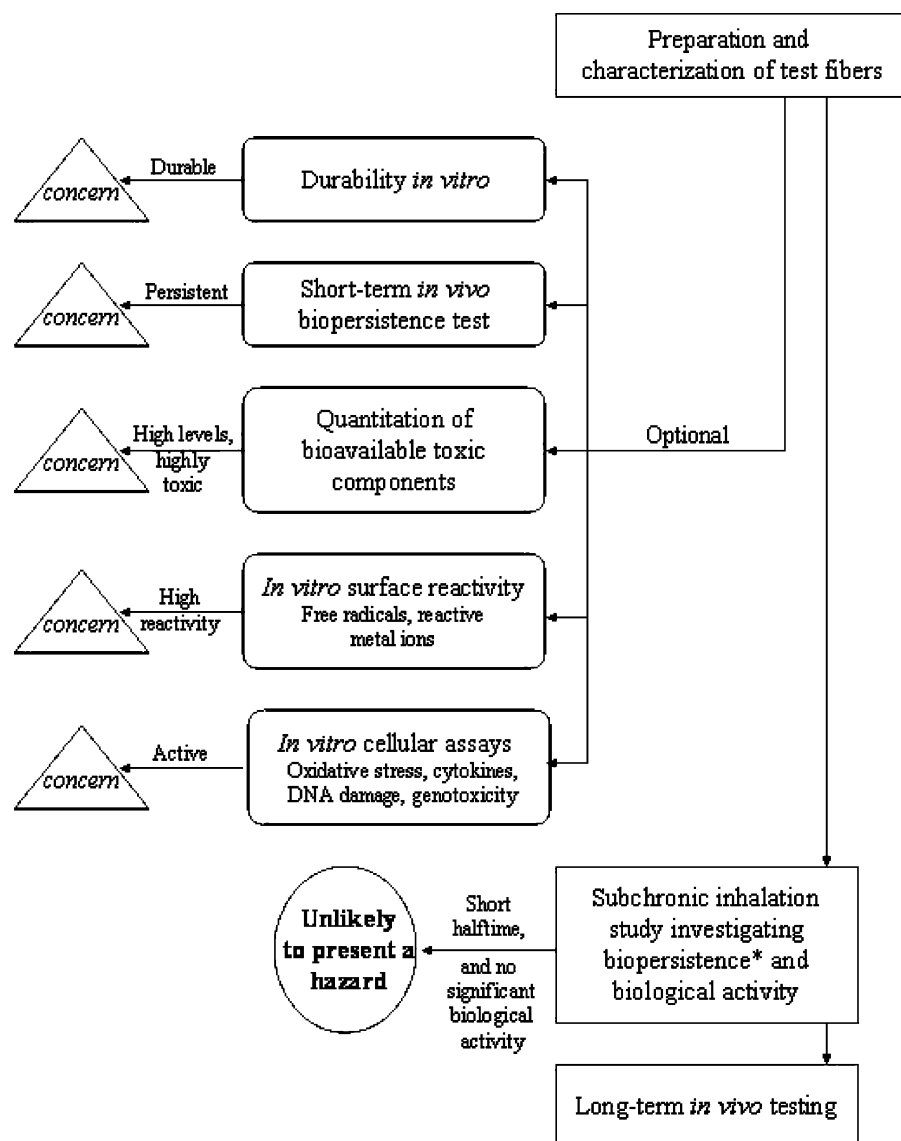 Preparation and
characterization of test fibers
concern
Durable
Durability in vitro
concern
Persistent
Short-term in vivo
biopersistence test
concern
High levels,
highly
toxic
Quantitation of
bioavailable toxic
components
Optional
concern
High
reactivity
In vitro surface reactivity
Free radicals, reactive
metal ions
concern
Active
In vitro cellular assays
Oxidative stress, cytokines,
DNA damage, genotoxicity
Unlikely
to present a
hazard
Short
halftime,
and no
significant
biological
activity
Subchronic inhalation
study investigating
biopersistence* and
biological activity
Long-term in vivo testing